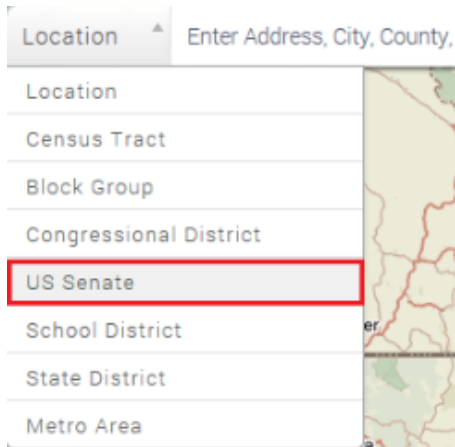 Location Enter Address, City, County,
Location
Census Tract
Block Group
Congressional District
US Senate
School District
State District
Metro Area
er